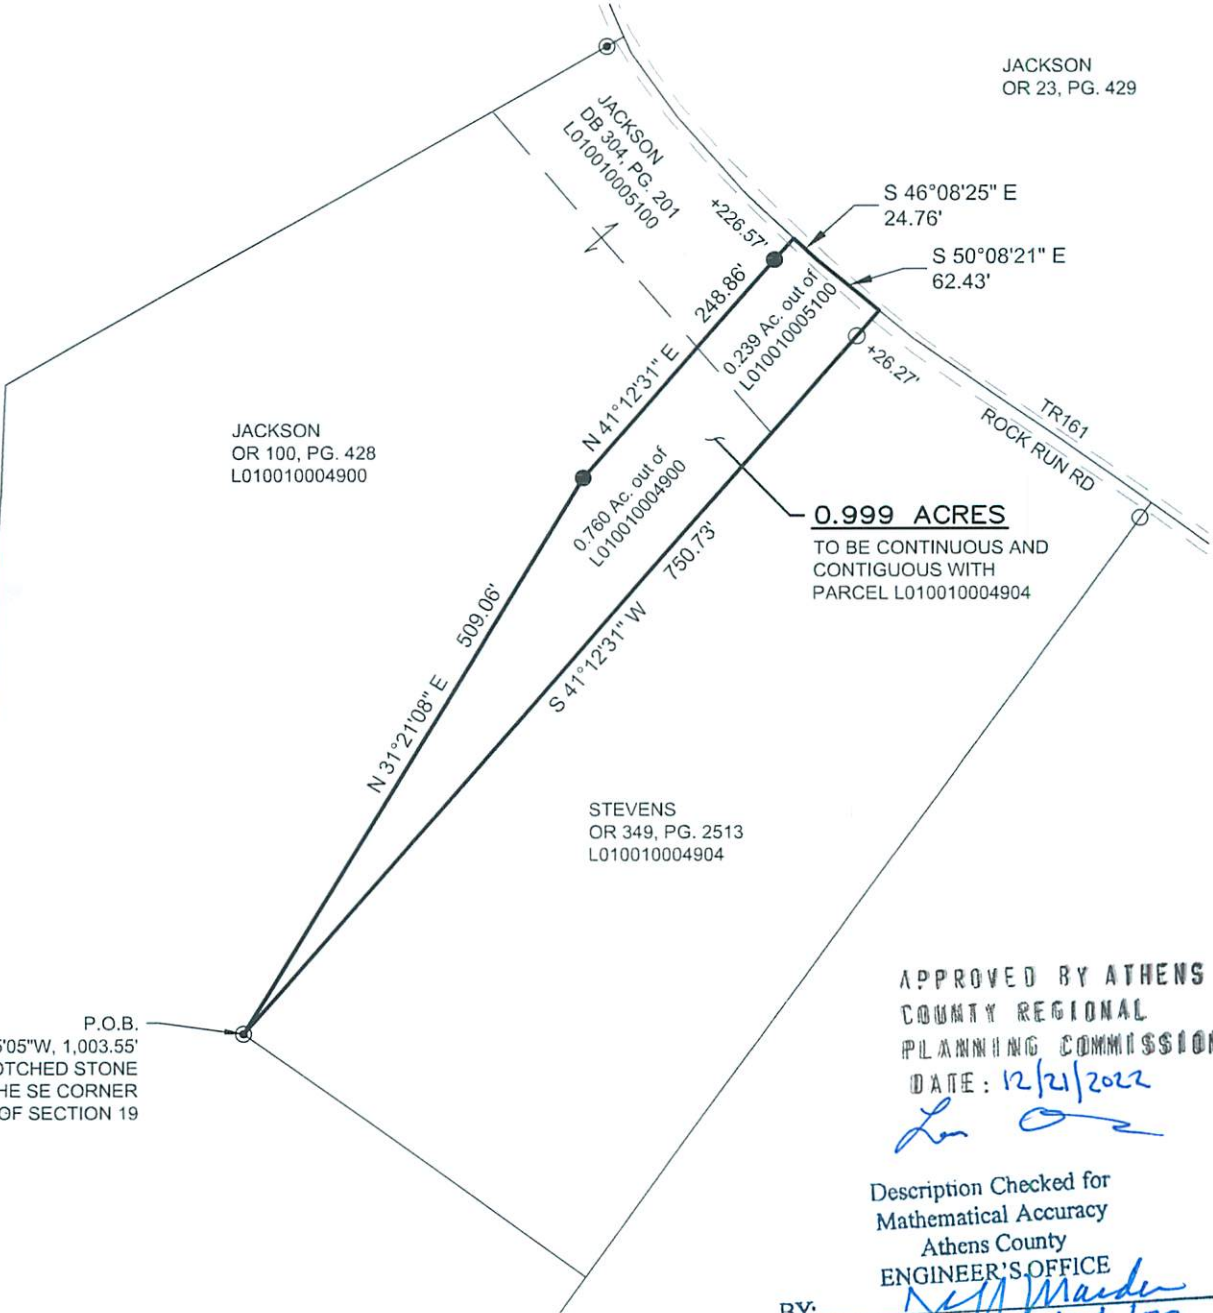 JACKSON
OR 23, PG. 429
JACKSON
DB 304, PG. 201
L010010005100
S 46°08'25" E
24.76'
+226.57'
S 50°08'21" E
62.43'
248.86'
N 41°12'31" E
0.239 Ac. out of
L010010005100
+26.27'
TR161
ROCK RUN RD
JACKSON
OR 100, PG. 428
L010010004900
0.760 Ac. out of
L010010004900
0.999 ACRES
TO BE CONTINUOUS AND
CONTIGUOUS WITH
PARCEL L010010004904
750.73'
S 41°12'31" W
509.06'
N 31°21'08" E
STEVENS
OR 349, PG. 2513
L010010004904
P.O.B.
'05"W, 1,003.55'
OTCHED STONE
HE SE CORNER
OF SECTION 19
APPROVED BY ATHENS
COUNTY REGIONAL
PLANNING COMMISSION
DATE: 12/21/2022
Description Checked for
Mathematical Accuracy
Athens County
ENGINEER'S OFFICE
BY: